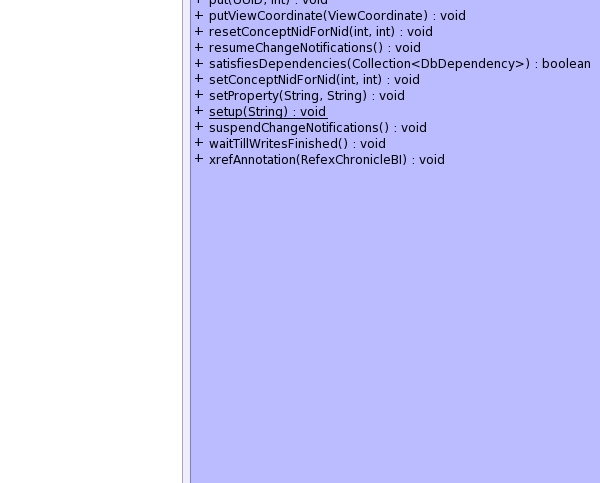 + put(UUID, int) : void
+ putViewCoordinate(ViewCoordinate) : void
+ resetConceptNidForNid(int, int) : void
+ resumeChangeNotifications() : void
+ satisfiesDependencies(Collection<DbDependency>) : boolean
+ setConceptNidForNid(int, int) : void
+ setProperty(String, String) : void
+ setup(String) : void
+ suspendChangeNotifications() : void
+ waitTillWritesFinished() : void
+ xrefAnnotation(RefexChronicleBI) : void